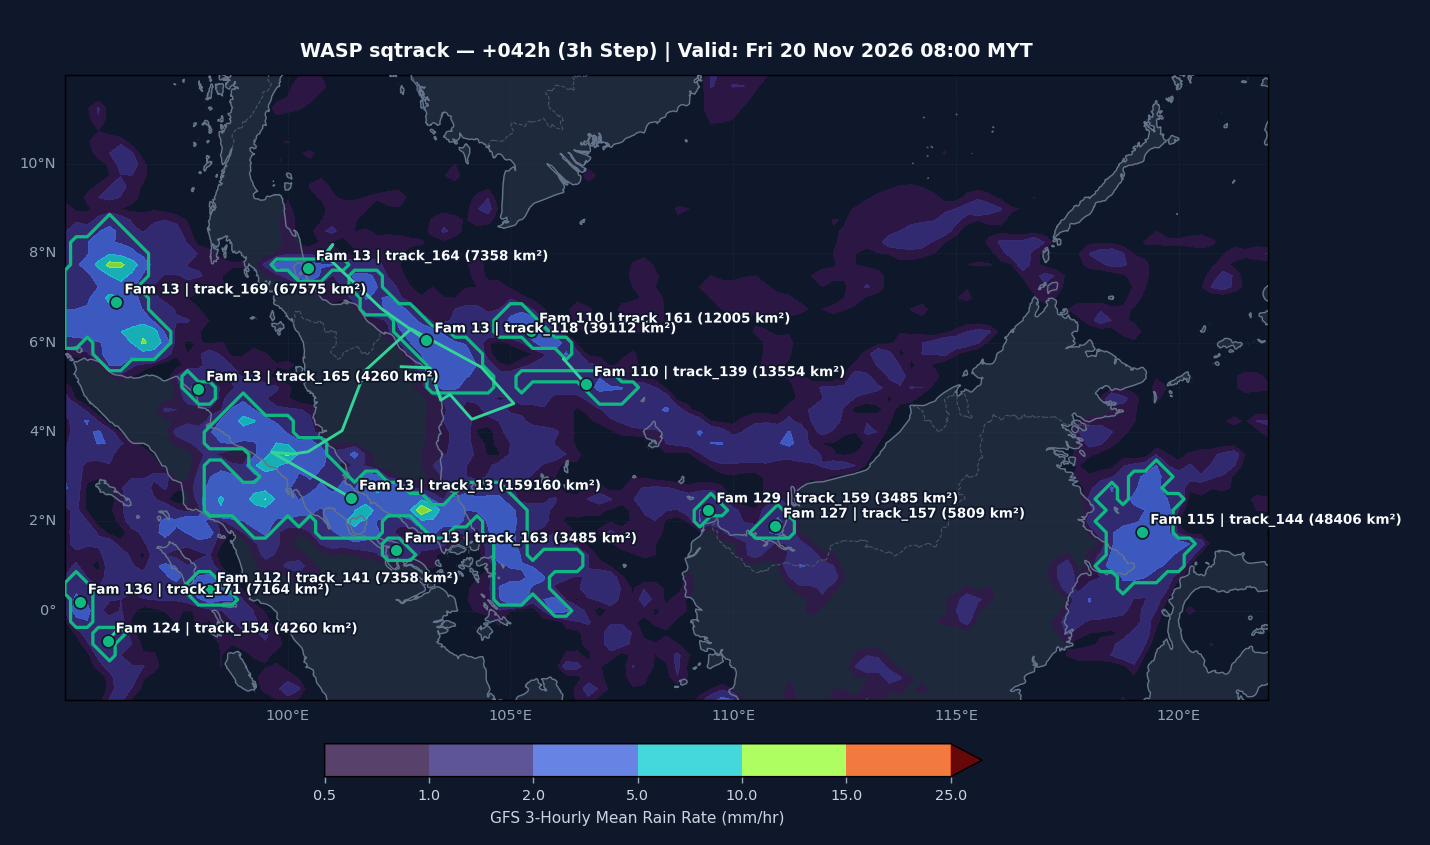 WASP sqtrack — +042h (3h Step) | Valid: Fri 20 Nov 2026 08:00 MYT
10°N
8°N
6°N
4°N
2°N
0°
Fam 13 | track_164 (7358 km²)
Fam 13 | track_169 (67575 km²)
Fam 110 | track_161 (12005 km²)
Fam 13 | track_118 (39112 km²)
Fam 110 | track_139 (13554 km²)
Fam 13 | track_165 (4260 km²)
Fam 13 | track_13 (159160 km²)
Fam 129 | track_159 (3485 km²)
Fam 127 | track_157 (5809 km²)
Fam 115 | track_144 (48406 km²)
Fam 13 | track_163 (3485 km²)
Fam 112 | track_141 (7358 km²)
Fam 136 | track_171 (7164 km²)
Fam 124 | track_154 (4260 km²)
100°E 105°E 110°E 115°E 120°E
0.5 1.0 2.0 5.0 10.0 15.0 25.0
GFS 3-Hourly Mean Rain Rate (mm/hr)